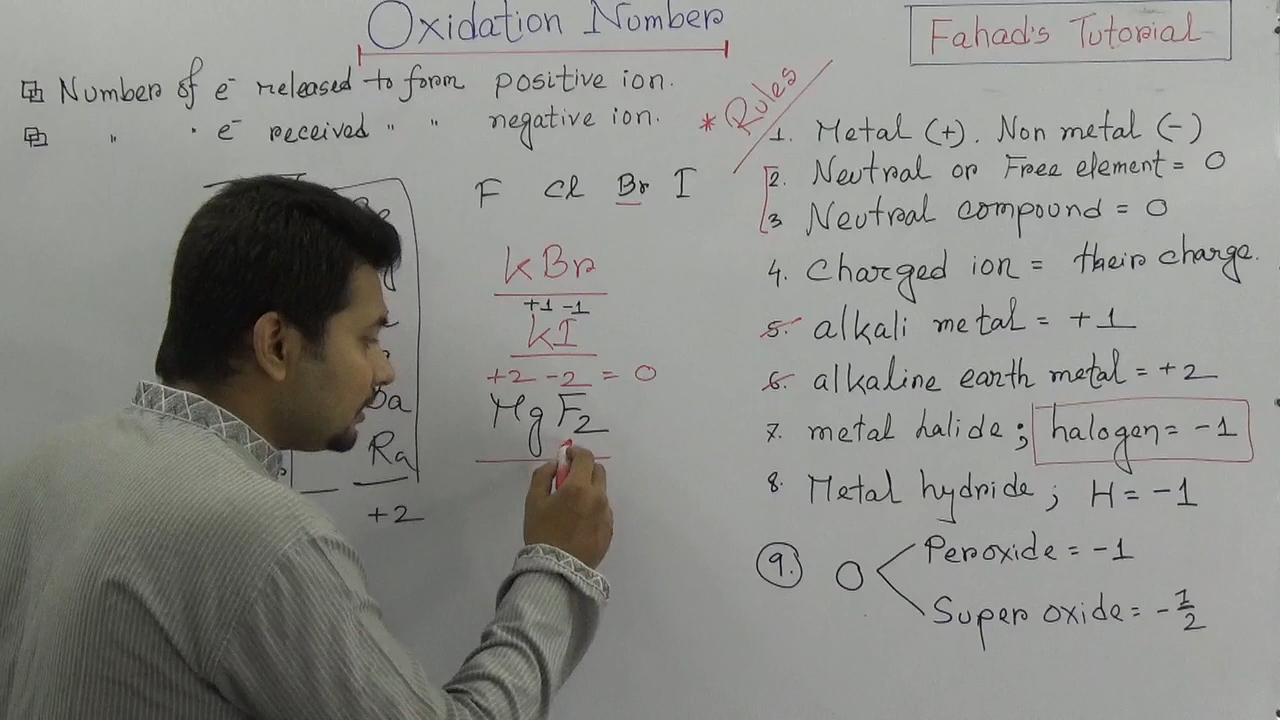 Oxidation Number
Fahad's Tutorial
Number of e⁻ released to form positive ion.
" · e⁻ received " " negative ion.
* Rules
1. Metal (+). Non metal (-)
2. Neutral or Free element = 0
3 Neutral compound = 0
4. Charged ion = their charge.
5. alkali metal = +1
6. alkaline earth metal = +2
7. metal halide ; halogen = -1
8. Metal hydride ; H = -1
9. O
Peroxide = -1
Super oxide = -1/2
F Cl Br I
KBr
+1 -1
KI
+2 -2 = 0
MgF₂
Ra
+2